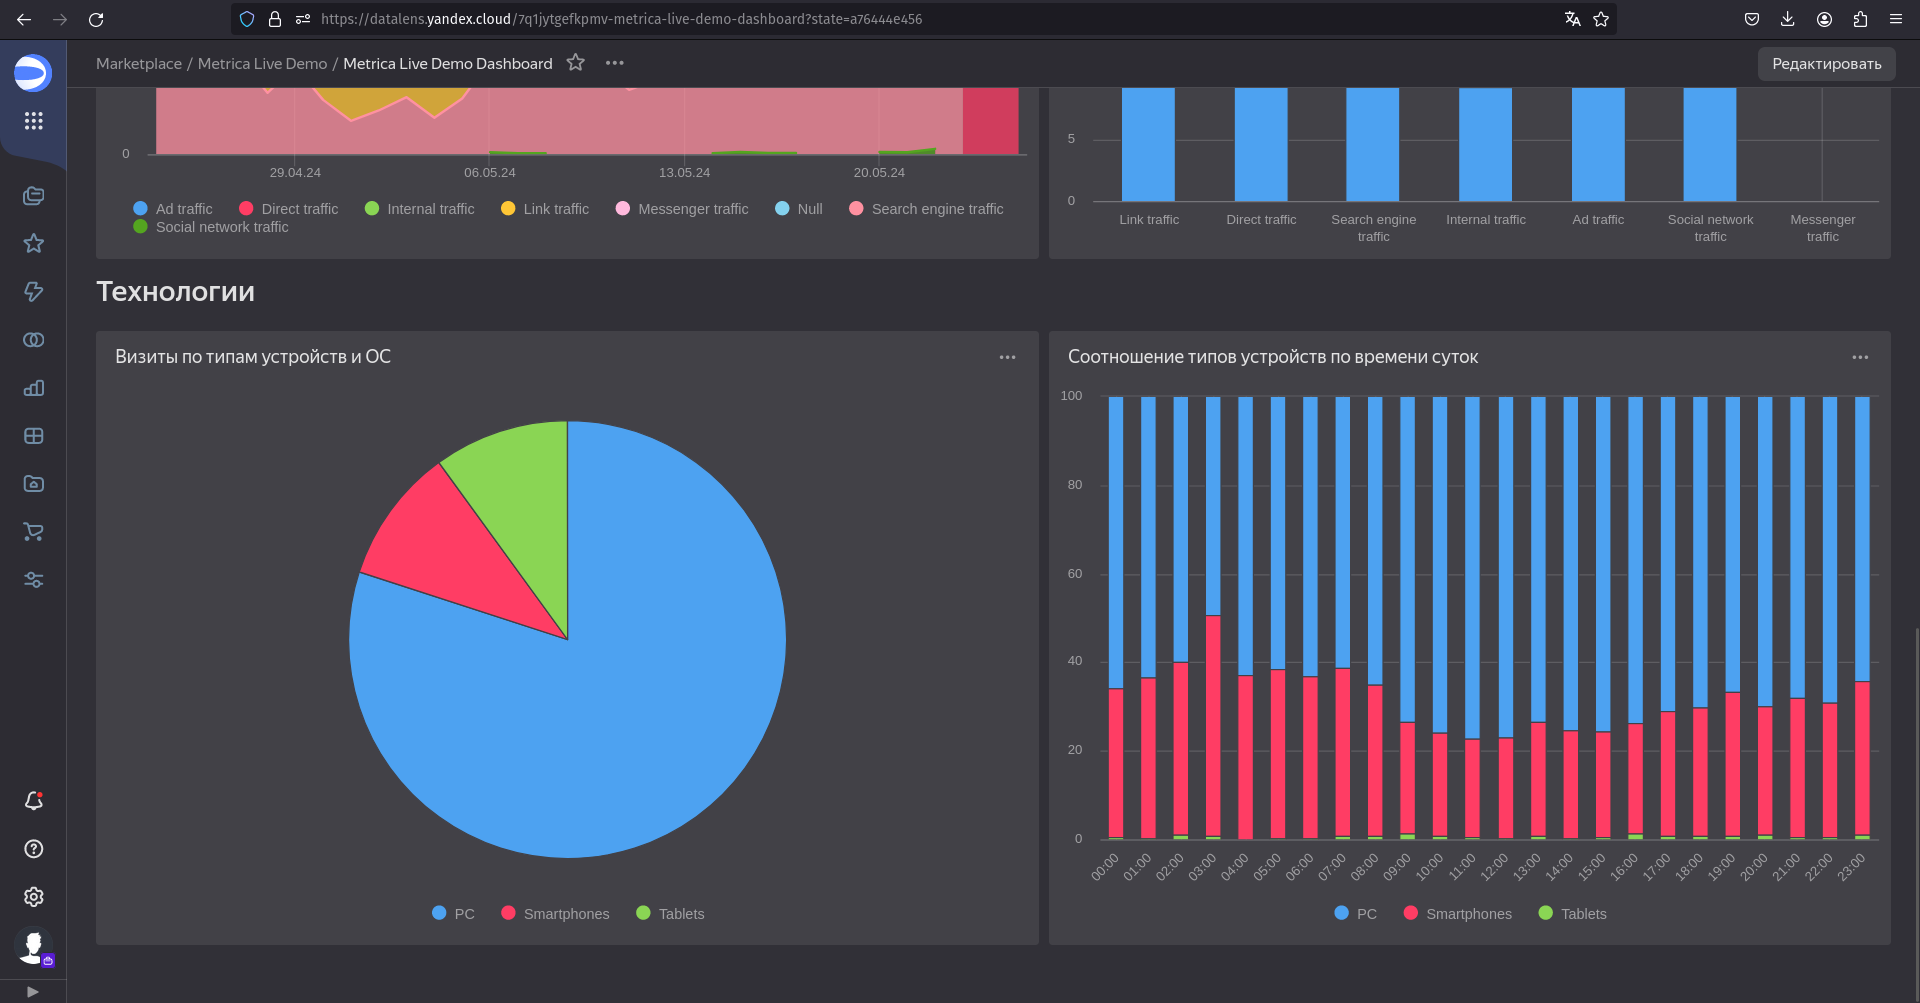 https://datalens.yandex.cloud/7q1jytgefkpmv-metrica-live-demo-dashboard?state=a76444e456
Marketplace / Metrica Live Demo / Metrica Live Demo Dashboard
Редактировать
0
29.04.24 06.05.24 13.05.24 20.05.24
Ad traffic Direct traffic Internal traffic Link traffic Messenger traffic Null Search engine traffic
Social network traffic
5
0
Link traffic Direct traffic Search engine traffic Internal traffic Ad traffic Social network traffic Messenger traffic
Технологии
Визиты по типам устройств и ОС
PC Smartphones Tablets
Соотношение типов устройств по времени суток
100
80
60
40
20
0
00:00 01:00 02:00 03:00 04:00 05:00 06:00 07:00 08:00 09:00 10:00 11:00 12:00 13:00 14:00 15:00 16:00 17:00 18:00 19:00 20:00 21:00 22:00 23:00
PC Smartphones Tablets